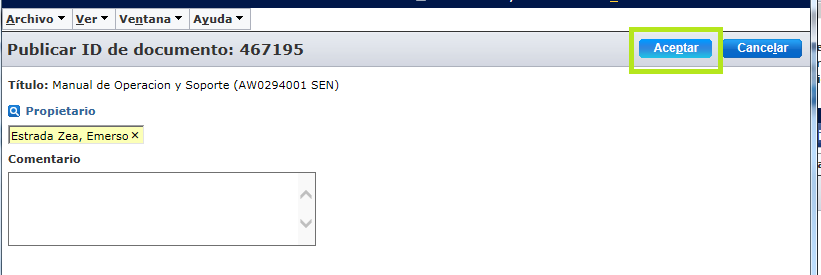 Archivo Ver Ventana Ayuda
Publicar ID de documento: 467195 Aceptar Cancelar
Título: Manual de Operacion y Soporte (AW0294001 SEN)
Propietario
Estrada Zea, Emerso ×
Comentario